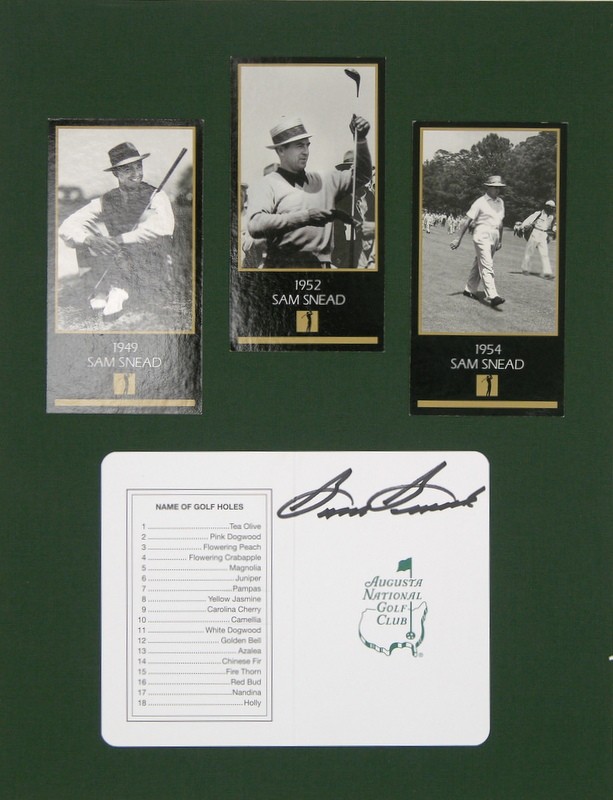 1949
SAM SNEAD
1952
SAM SNEAD
1954
SAM SNEAD
NAME OF GOLF HOLES
1 ........................Tea Olive
2 ........................ Pink Dogwood
3 ........................ Flowering Peach
4 ........................ Flowering Crabapple
5 ........................ Magnolia
6 ........................Juniper
7 ........................Pampas
8 ........................ Yellow Jasmine
9 ........................ Carolina Cherry
10 ........................ Camellia
11 ........................ White Dogwood
12 ........................ Golden Bell
13 ........................Azalea
14 ........................ Chinese Fir
15 ........................ Fire Thorn
16 ........................ Red Bud
17 ........................ Nandina
18 ........................Holly
Sam Snead
AUGUSTA
NATIONAL
GOLF
CLUB
®